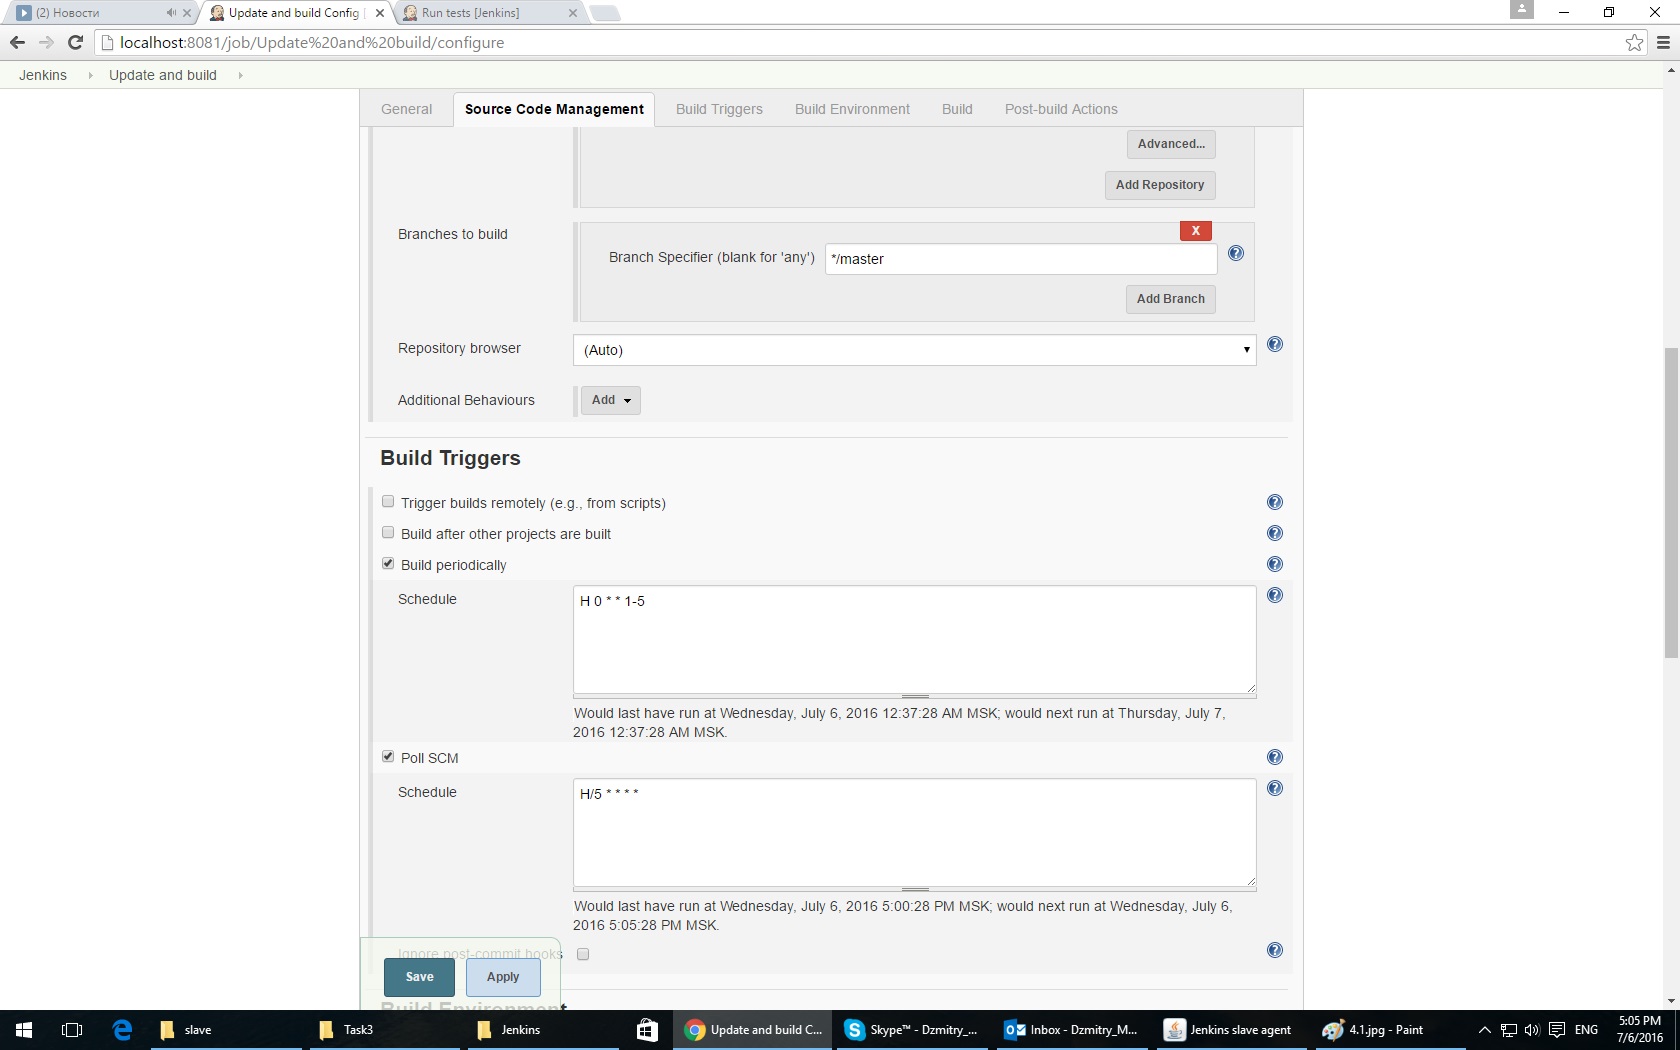 (2) Новости
Update and build Config
Run tests [Jenkins]
localhost:8081/job/Update%20and%20build/configure
Jenkins
Update and build
General
Source Code Management
Build Triggers
Build Environment
Build
Post-build Actions
Advanced...
Add Repository
Branches to build
X
Branch Specifier (blank for 'any')
*/master
Add Branch
Repository browser
(Auto)
Additional Behaviours
Add
Build Triggers
Trigger builds remotely (e.g., from scripts)
Build after other projects are built
Build periodically
Schedule
H 0 * * 1-5
Would last have run at Wednesday, July 6, 2016 12:37:28 AM MSK; would next run at Thursday, July 7,
2016 12:37:28 AM MSK.
Poll SCM
Schedule
H/5 * * * *
Would last have run at Wednesday, July 6, 2016 5:00:28 PM MSK; would next run at Wednesday, July 6,
2016 5:05:28 PM MSK.
Ignore post-commit hooks
Save
Apply
Build Environment
slave
Task3
Jenkins
Update and build C...
Skype™ - Dzmitry_...
Inbox - Dzmitry_M...
Jenkins slave agent
4.1.jpg - Paint
ENG
5:05 PM
7/6/2016